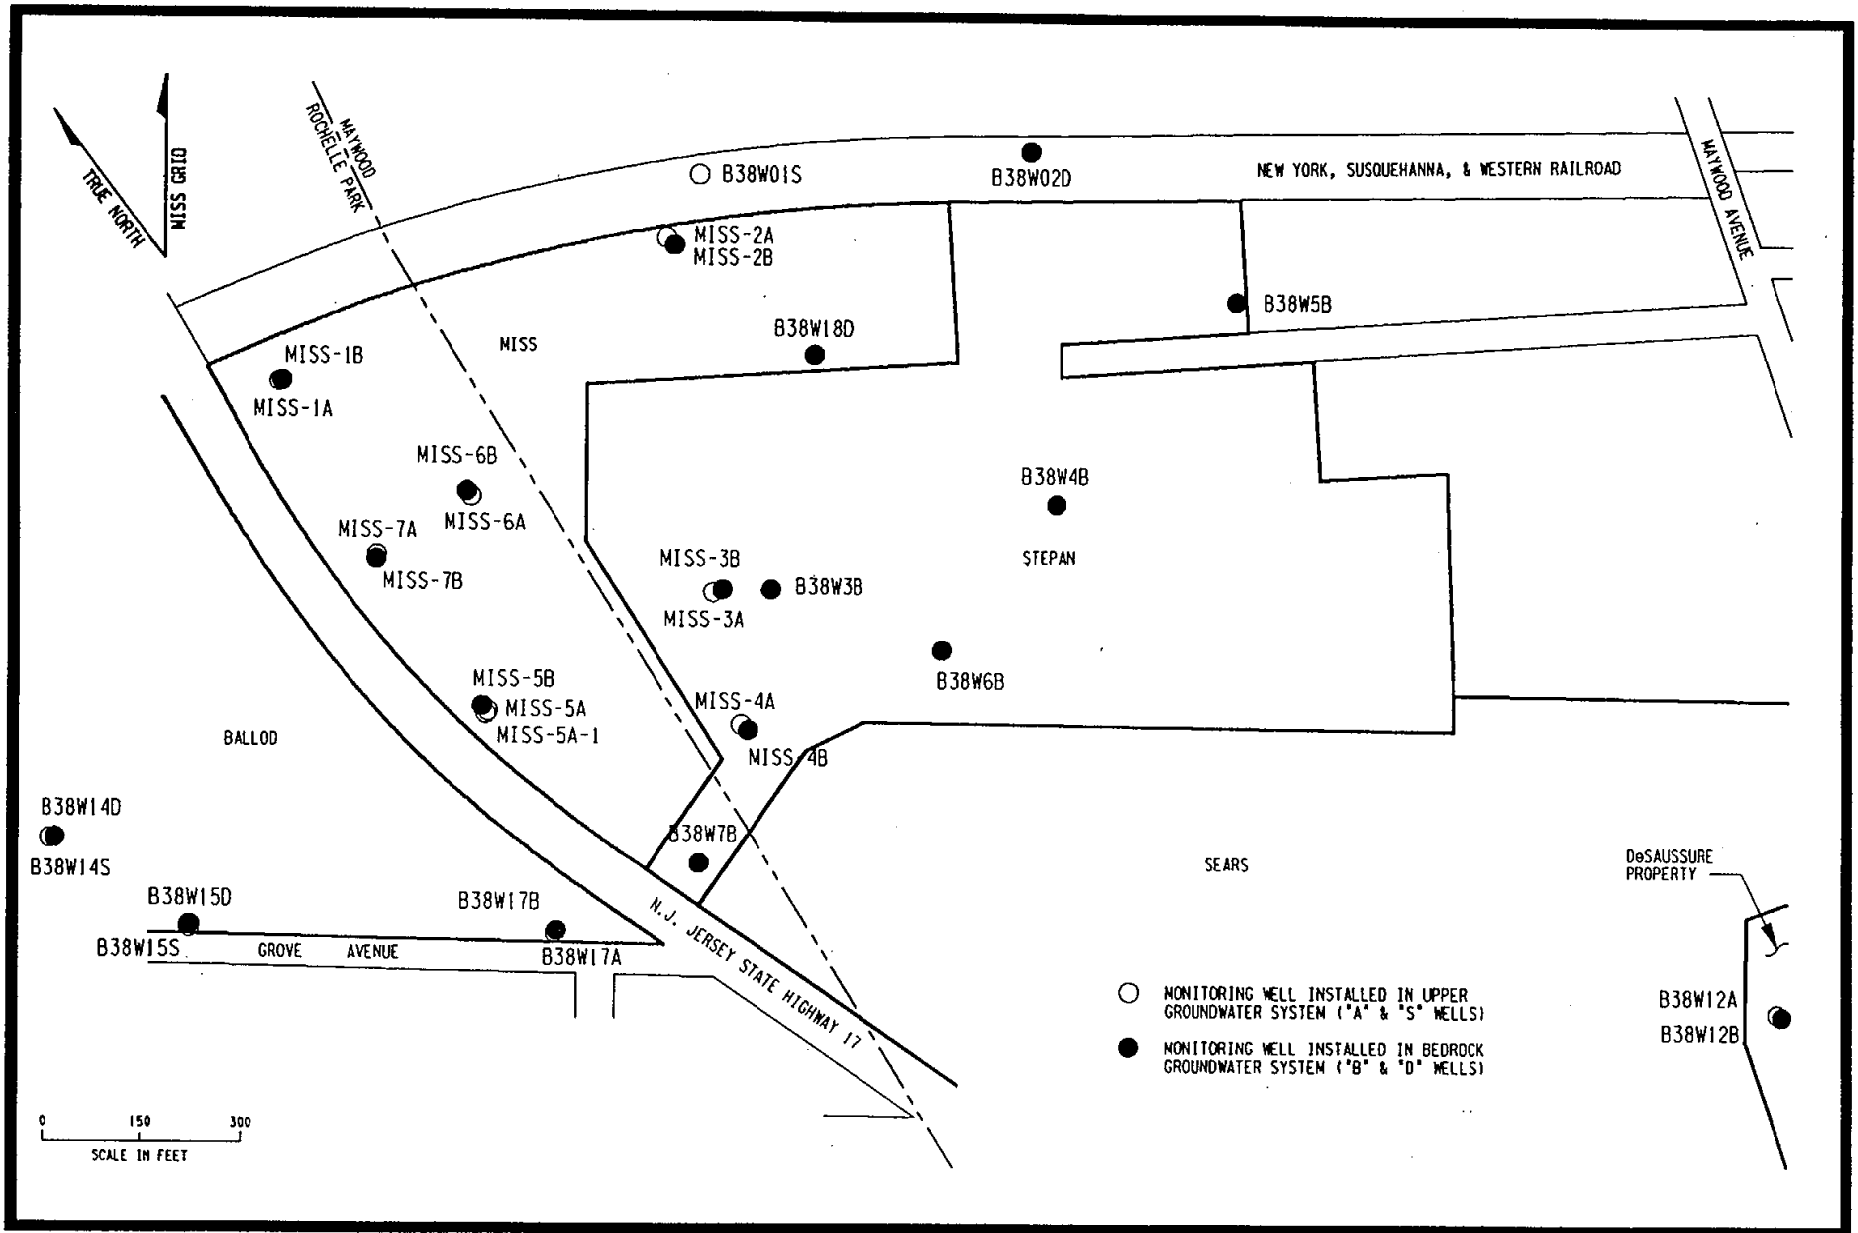 TRUE NORTH
MISS GRID
MAYWOOD
ROCHELLE PARK
B38W01S
B38W02D
NEW YORK, SUSQUEHANNA, & WESTERN RAILROAD
MAYWOOD AVENUE
MISS-2A
MISS-2B
B38W5B
B38W18D
MISS
MISS-1B
MISS-1A
MISS-6B
MISS-6A
B38W4B
MISS-7A
MISS-7B
MISS-3B
B38W3B
MISS-3A
STEPAN
MISS-5B
MISS-5A
MISS-5A-1
B38W6B
MISS-4A
MISS-4B
BALLOD
B38W14D
B38W14S
B38W7B
SEARS
DeSAUSSURE
PROPERTY
B38W15D
B38W15S
B38W17B
B38W17A
GROVE AVENUE
N.J. JERSEY STATE HIGHWAY 17
MONITORING WELL INSTALLED IN UPPER
GROUNDWATER SYSTEM ("A" & "S" WELLS)
MONITORING WELL INSTALLED IN BEDROCK
GROUNDWATER SYSTEM ("B" & "D" WELLS)
B38W12A
B38W12B
0 150 300
SCALE IN FEET